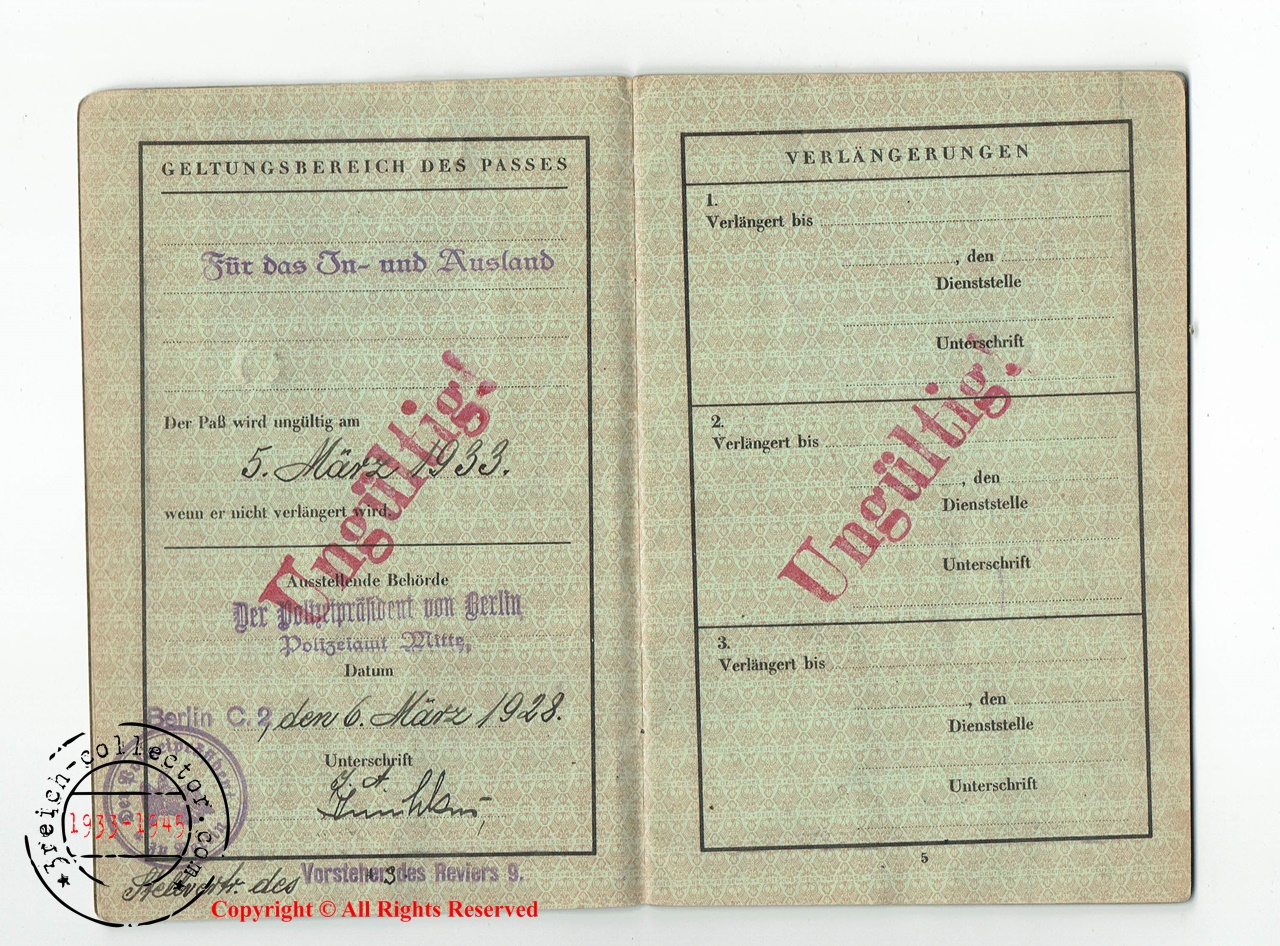 GELTUNGSBEREICH DES PASSES
Für das In- und Ausland
Der Paß wird ungültig am
5. März 1933.
wenn er nicht verlängert wird.
Ungültig!
Ausstellende Behörde
Der Polizeipräsident von Berlin
Polizeiamt Mitte,
Datum
Berlin C. 2, den 6. März 1928.
Unterschrift
J. A.
Stellvertr. des Vorstehers des Reviers 9.
3reich-collector.com
1933-1945
Copyright © All Rights Reserved
VERLÄNGERUNGEN
1.
Verlängert bis
, den
Dienststelle
Unterschrift
2.
Verlängert bis
, den
Dienststelle
Unterschrift
Ungültig!
3.
Verlängert bis
, den
Dienststelle
Unterschrift
5